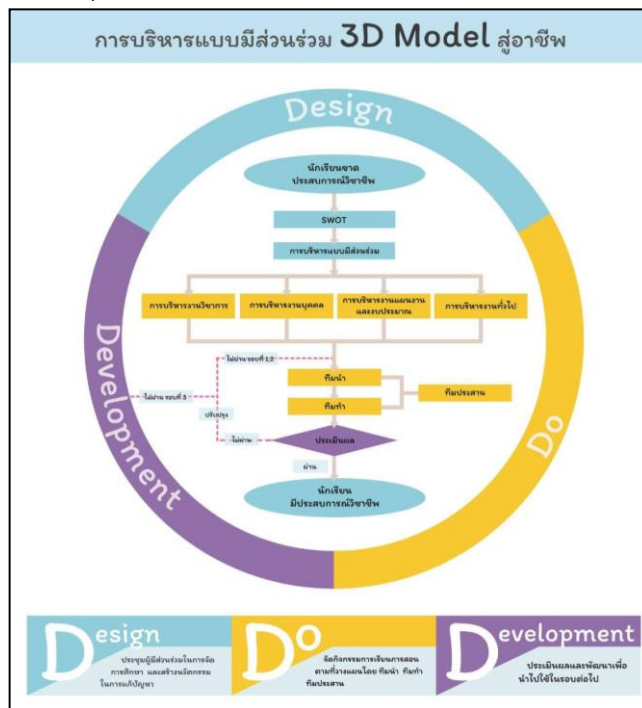 การบริหารแบบมีส่วนร่วม 3D Model สู่อาชีพ
Design
นักเรียนขาด
ประสบการณ์วิชาชีพ
SWOT
การบริหารแบบมีส่วนร่วม
การบริหารงานวิชาการ
การบริหารงานบุคคล
การบริหารงานแผนงาน
และงบประมาณ
การบริหารงานทั่วไป
Development
Do
ไม่ผ่าน รอบที่ 1,2
ทีมนำ
ทีมประสาน
ไม่ผ่าน รอบที่ 3
ทีมทำ
ปรับปรุง
ไม่ผ่าน
ประเมินผล
ผ่าน
นักเรียน
มีประสบการณ์วิชาชีพ
Design
ประชุมผู้มีส่วนร่วมในการจัด
การศึกษา และสร้างนวัตกรรม
ในการแก้ปัญหา
Do
จัดกิจกรรมการเรียนการสอน
ตามที่วางแผนโดย ทีมนำ ทีมทำ
ทีมประสาน
Development
ประเมินผลและพัฒนาเพื่อ
นำไปใช้ในรอบต่อไป